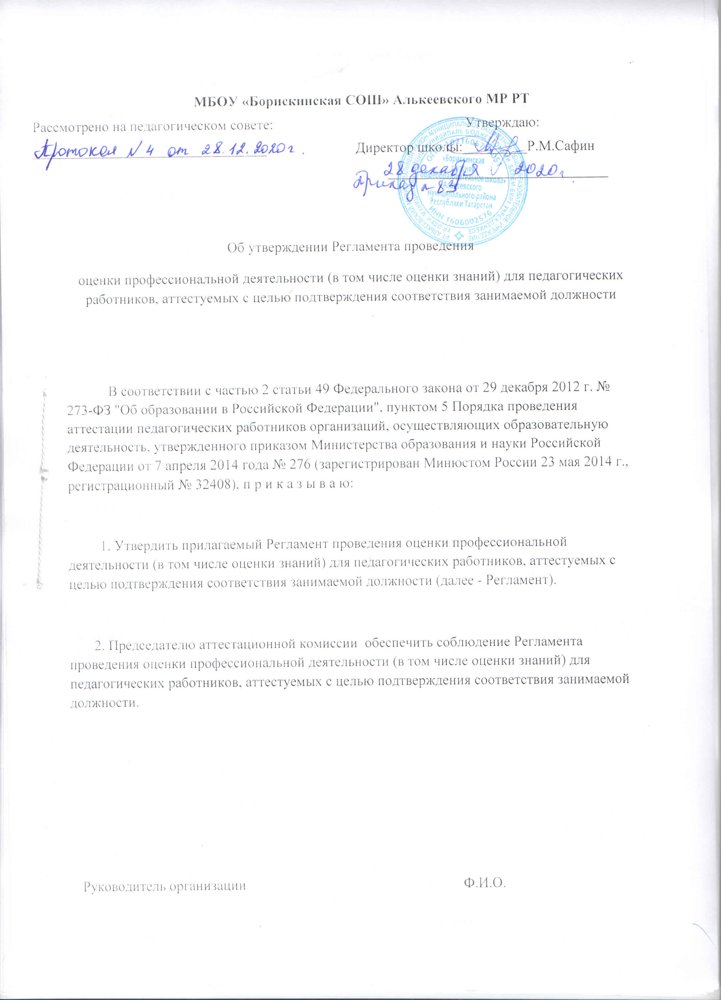 МБОУ «Борискинская СОШ» Алькеевского МР РТ
Рассмотрено на педагогическом совете:
Протокол N 4 от 28.12.2020г.
Утверждаю:
Директор школы: Р.М.Сафин
28 декабря 2020г
Приказ № 83
«Борискинская
средняя
общеобразовательная школа»
Алькеевского
муниципального района
Республики Татарстан
ИНН 1606002576
Об утверждении Регламента проведения
оценки профессиональной деятельности (в том числе оценки знаний) для педагогических
работников, аттестуемых с целью подтверждения соответствия занимаемой должности
В соответствии с частью 2 статьи 49 Федерального закона от 29 декабря 2012 г. №
273-ФЗ "Об образовании в Российской Федерации", пунктом 5 Порядка проведения
аттестации педагогических работников организаций, осуществляющих образовательную
деятельность, утвержденного приказом Министерства образования и науки Российской
Федерации от 7 апреля 2014 года № 276 (зарегистрирован Минюстом России 23 мая 2014 г.,
регистрационный № 32408), п р и к а з ы в а ю:
1. Утвердить прилагаемый Регламент проведения оценки профессиональной
деятельности (в том числе оценки знаний) для педагогических работников, аттестуемых с
целью подтверждения соответствия занимаемой должности (далее - Регламент).
2. Председателю аттестационной комиссии обеспечить соблюдение Регламента
проведения оценки профессиональной деятельности (в том числе оценки знаний) для
педагогических работников, аттестуемых с целью подтверждения соответствия занимаемой
должности.
Руководитель организации Ф.И.О.